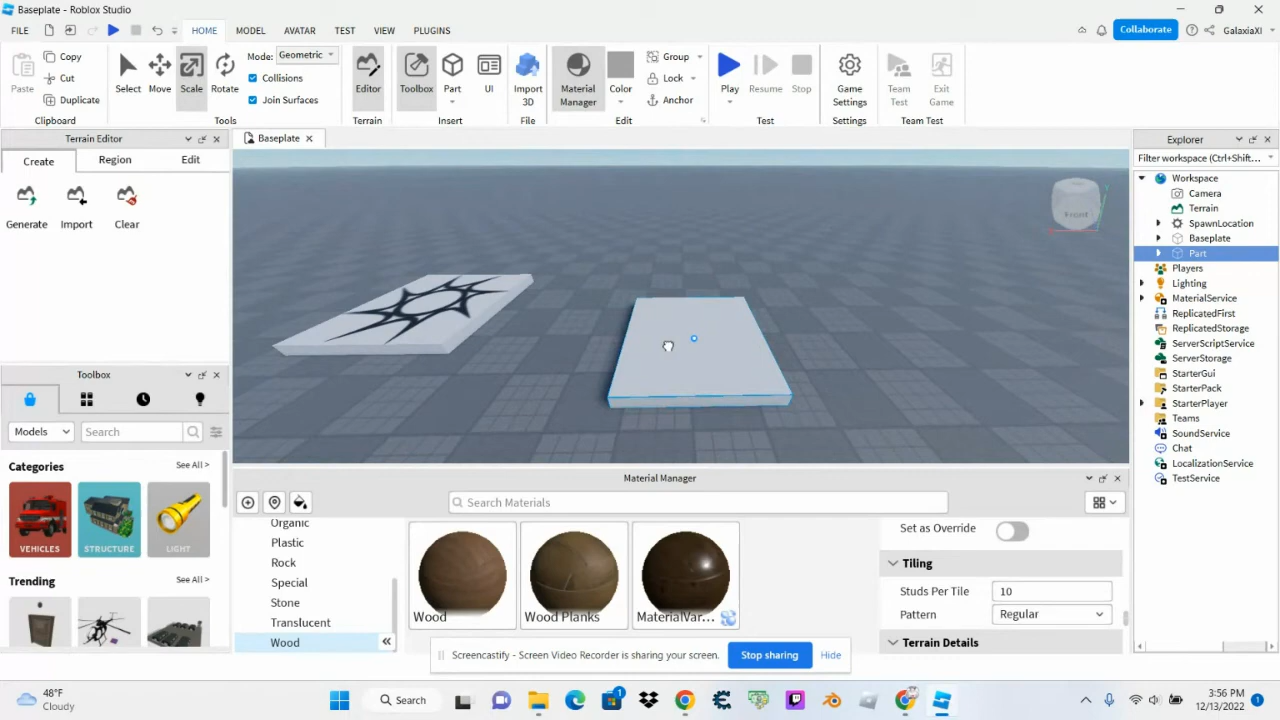 Baseplate - Roblox Studio
FILE HOME MODEL AVATAR TEST VIEW PLUGINS Collaborate GalaxiaXI
Copy
Cut
Duplicate
Paste
Clipboard
Select Move Scale Rotate
Mode: Geometric
Collisions
Join Surfaces
Tools
Editor
Terrain
Toolbox Part UI
Insert
Import 3D
File
Material Manager
Color
Group
Lock
Anchor
Edit
Play Resume Stop
Test
Game Settings
Settings
Team Test
Exit Game
Team Test
Terrain Editor
Create Region Edit
Generate Import Clear
Baseplate
Front
Explorer
Filter workspace (Ctrl+Shift...
Workspace
Camera
Terrain
SpawnLocation
Baseplate
Part
Players
Lighting
MaterialService
ReplicatedFirst
ReplicatedStorage
ServerScriptService
ServerStorage
StarterGui
StarterPack
StarterPlayer
Teams
SoundService
Chat
LocalizationService
TestService
Toolbox
Models Search
Categories See All >
VEHICLES STRUCTURE LIGHT
Trending See All >
Material Manager
Search Materials
Organic
Plastic
Rock
Special
Stone
Translucent
Wood
Wood Wood Planks MaterialVar...
Set as Override
Tiling
Studs Per Tile 10
Pattern Regular
Terrain Details
Screencastify - Screen Video Recorder is sharing your screen. Stop sharing Hide
48°F
Cloudy
Search
1
3:56 PM
12/13/2022
1